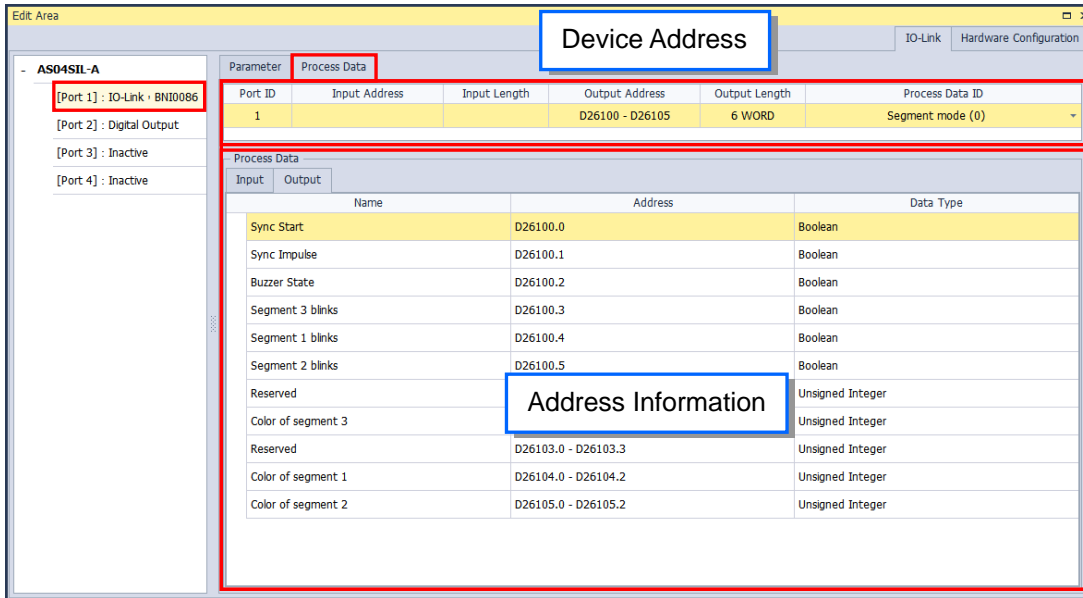 Edit Area
Device Address
IO-Link Hardware Configuration
- AS04SIL-A
[Port 1] : IO-Link, BNI0086
[Port 2] : Digital Output
[Port 3] : Inactive
[Port 4] : Inactive
Parameter Process Data
Port ID Input Address Input Length Output Address Output Length Process Data ID
1 D26100 - D26105 6 WORD Segment mode (0)
Process Data
Input Output
Name Address Data Type
Sync Start D26100.0 Boolean
Sync Impulse D26100.1 Boolean
Buzzer State D26100.2 Boolean
Segment 3 blinks D26100.3 Boolean
Segment 1 blinks D26100.4 Boolean
Segment 2 blinks D26100.5 Boolean
Reserved Unsigned Integer
Address Information
Color of segment 3 Unsigned Integer
Reserved D26103.0 - D26103.3 Unsigned Integer
Color of segment 1 D26104.0 - D26104.2 Unsigned Integer
Color of segment 2 D26105.0 - D26105.2 Unsigned Integer